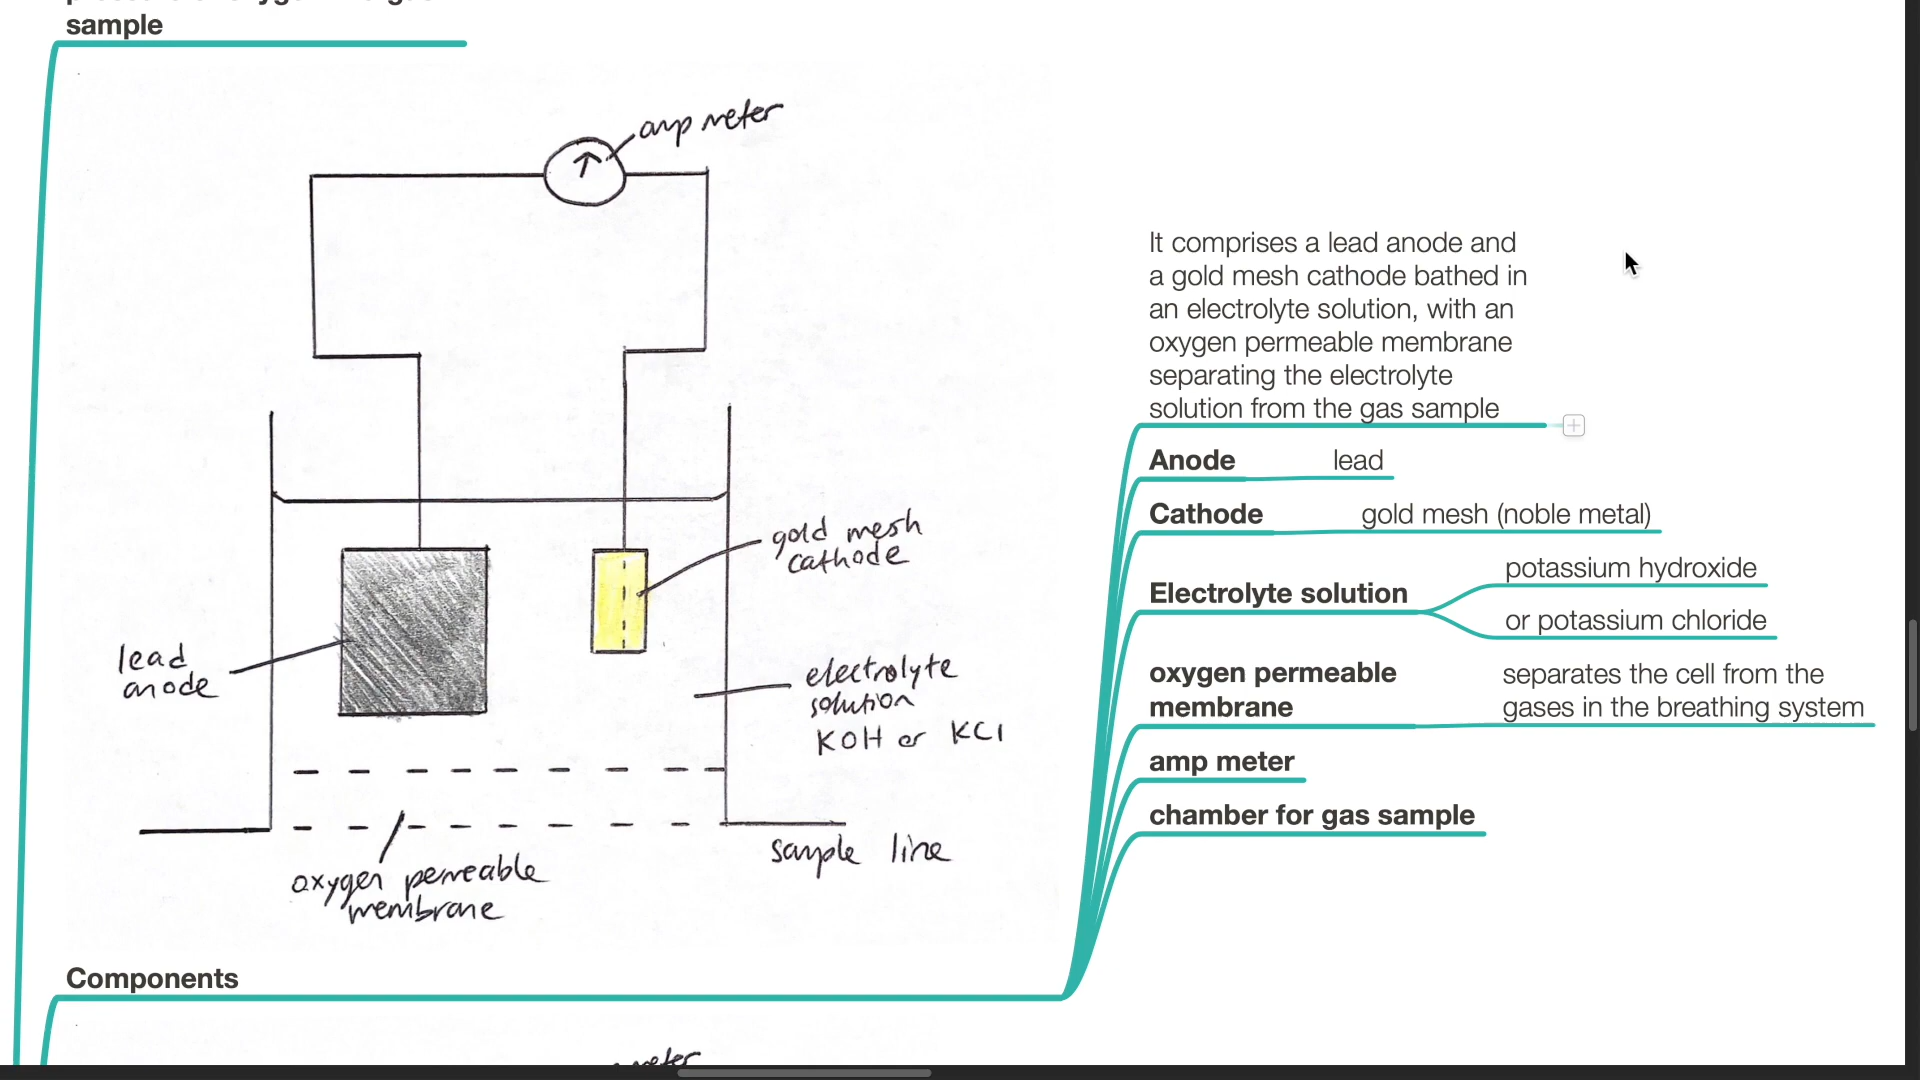 sample
amp meter
gold mesh
cathode
lead
anode
electrolyte
solution
KOH or KCl
sample line
oxygen permeable
membrane
Components
It comprises a lead anode and
a gold mesh cathode bathed in
an electrolyte solution, with an
oxygen permeable membrane
separating the electrolyte
solution from the gas sample
Anode lead
Cathode gold mesh (noble metal)
Electrolyte solution
potassium hydroxide
or potassium chloride
oxygen permeable
membrane
separates the cell from the
gases in the breathing system
amp meter
chamber for gas sample
meter